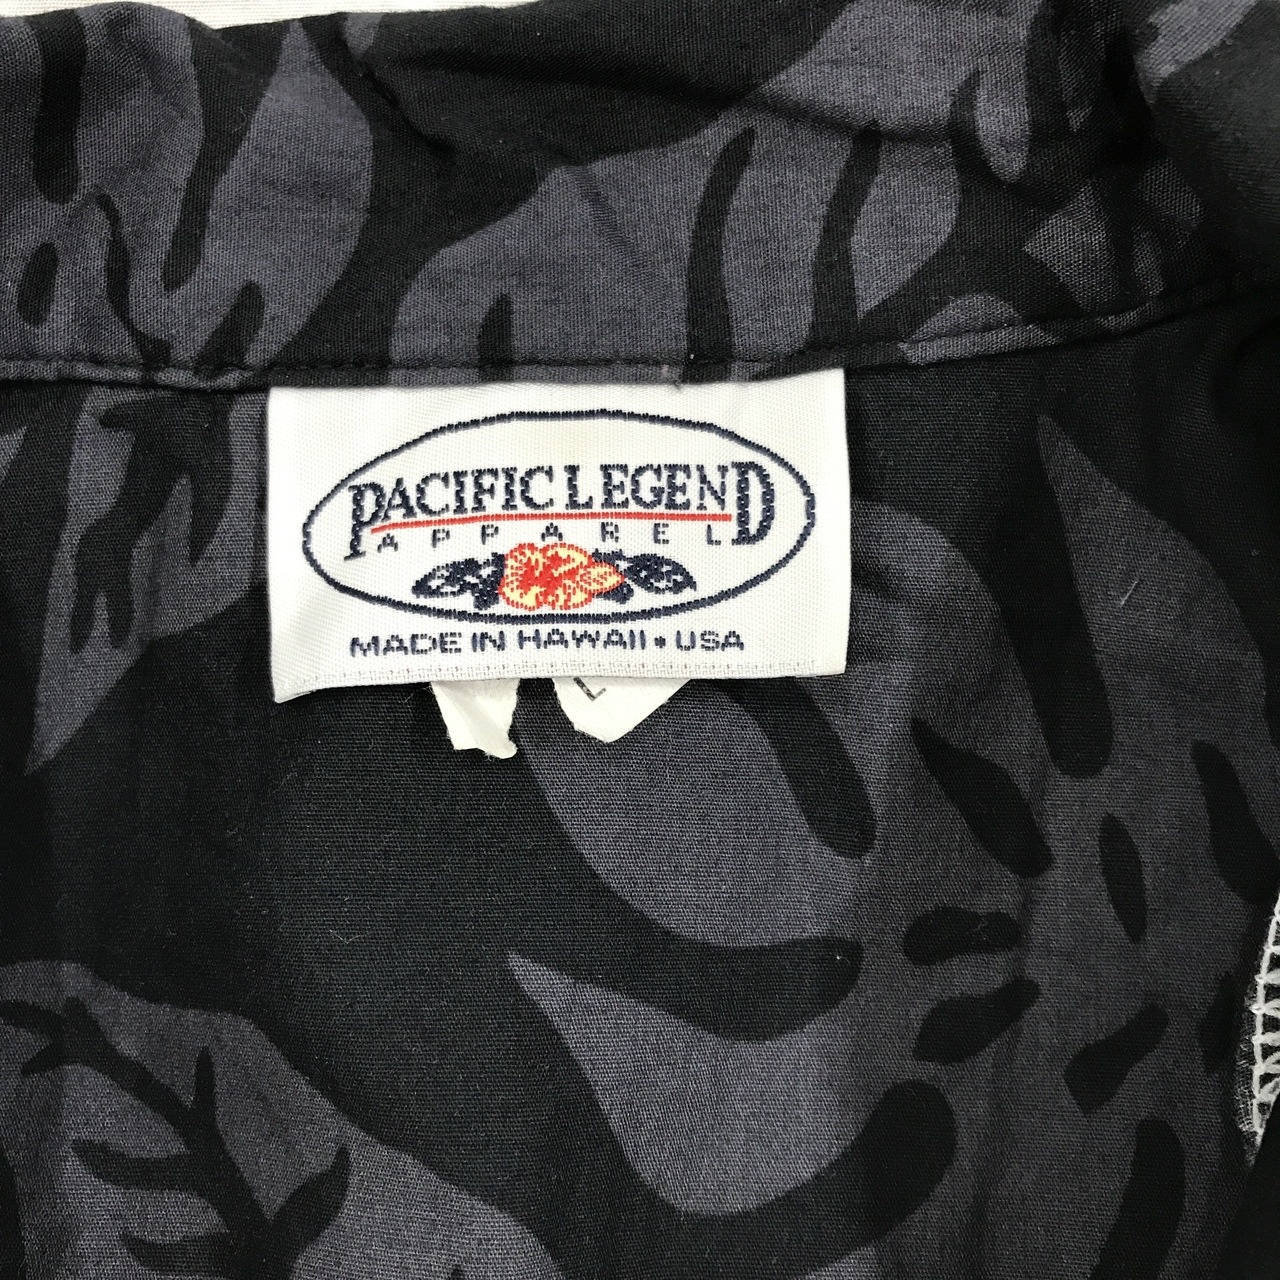 PACIFIC LEGEND
APPAREL
MADE IN HAWAII • USA
L